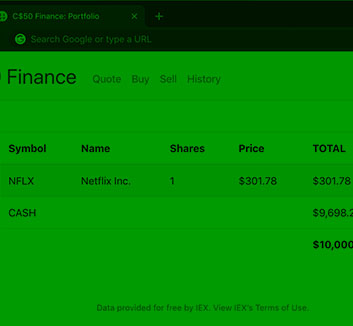 C$50 Finance: Portfolio
Search Google or type a URL
Finance Quote Buy Sell History
Symbol Name Shares Price TOTAL
NFLX Netflix Inc. 1 $301.78 $301.78
CASH $9,698.2
$10,000
Data provided for free by IEX. View IEX's Terms of Use.